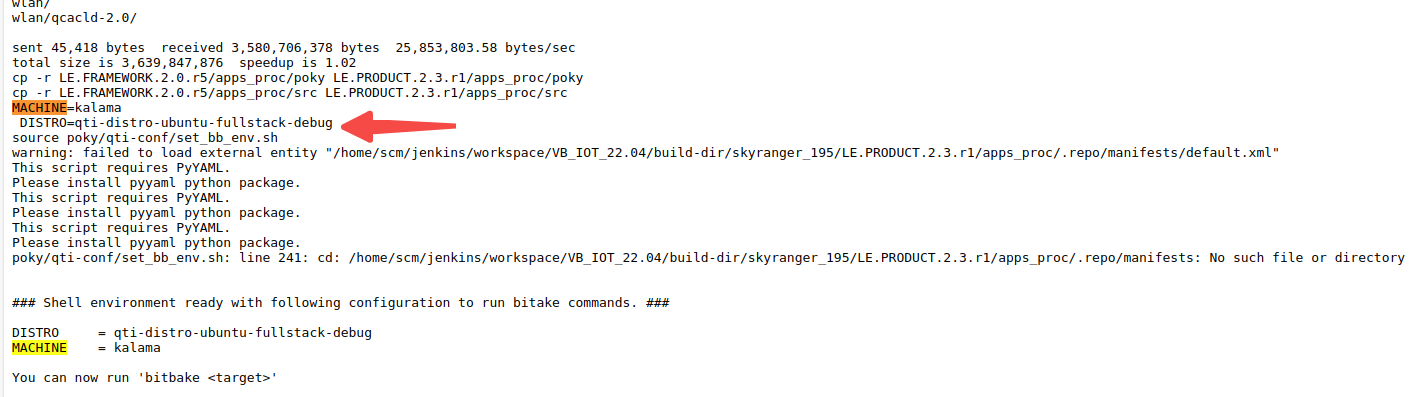 wlan/
wlan/qcacld-2.0/
sent 45,418 bytes  received 3,580,706,378 bytes  25,853,803.58 bytes/sec
total size is 3,639,847,876  speedup is 1.02
cp -r LE.FRAMEWORK.2.0.r5/apps_proc/poky LE.PRODUCT.2.3.r1/apps_proc/poky
cp -r LE.FRAMEWORK.2.0.r5/apps_proc/src LE.PRODUCT.2.3.r1/apps_proc/src
MACHINE=kalama
 DISTRO=qti-distro-ubuntu-fullstack-debug
source poky/qti-conf/set_bb_env.sh
warning: failed to load external entity "/home/scm/jenkins/workspace/VB_IOT_22.04/build-dir/skyranger_195/LE.PRODUCT.2.3.r1/apps_proc/.repo/manifests/default.xml"
This script requires PyYAML.
Please install pyyaml python package.
This script requires PyYAML.
Please install pyyaml python package.
This script requires PyYAML.
Please install pyyaml python package.
poky/qti-conf/set_bb_env.sh: line 241: cd: /home/scm/jenkins/workspace/VB_IOT_22.04/build-dir/skyranger_195/LE.PRODUCT.2.3.r1/apps_proc/.repo/manifests: No such file or directory
### Shell environment ready with following configuration to run bitake commands. ###
DISTRO     = qti-distro-ubuntu-fullstack-debug
MACHINE    = kalama
You can now run 'bitbake <target>'